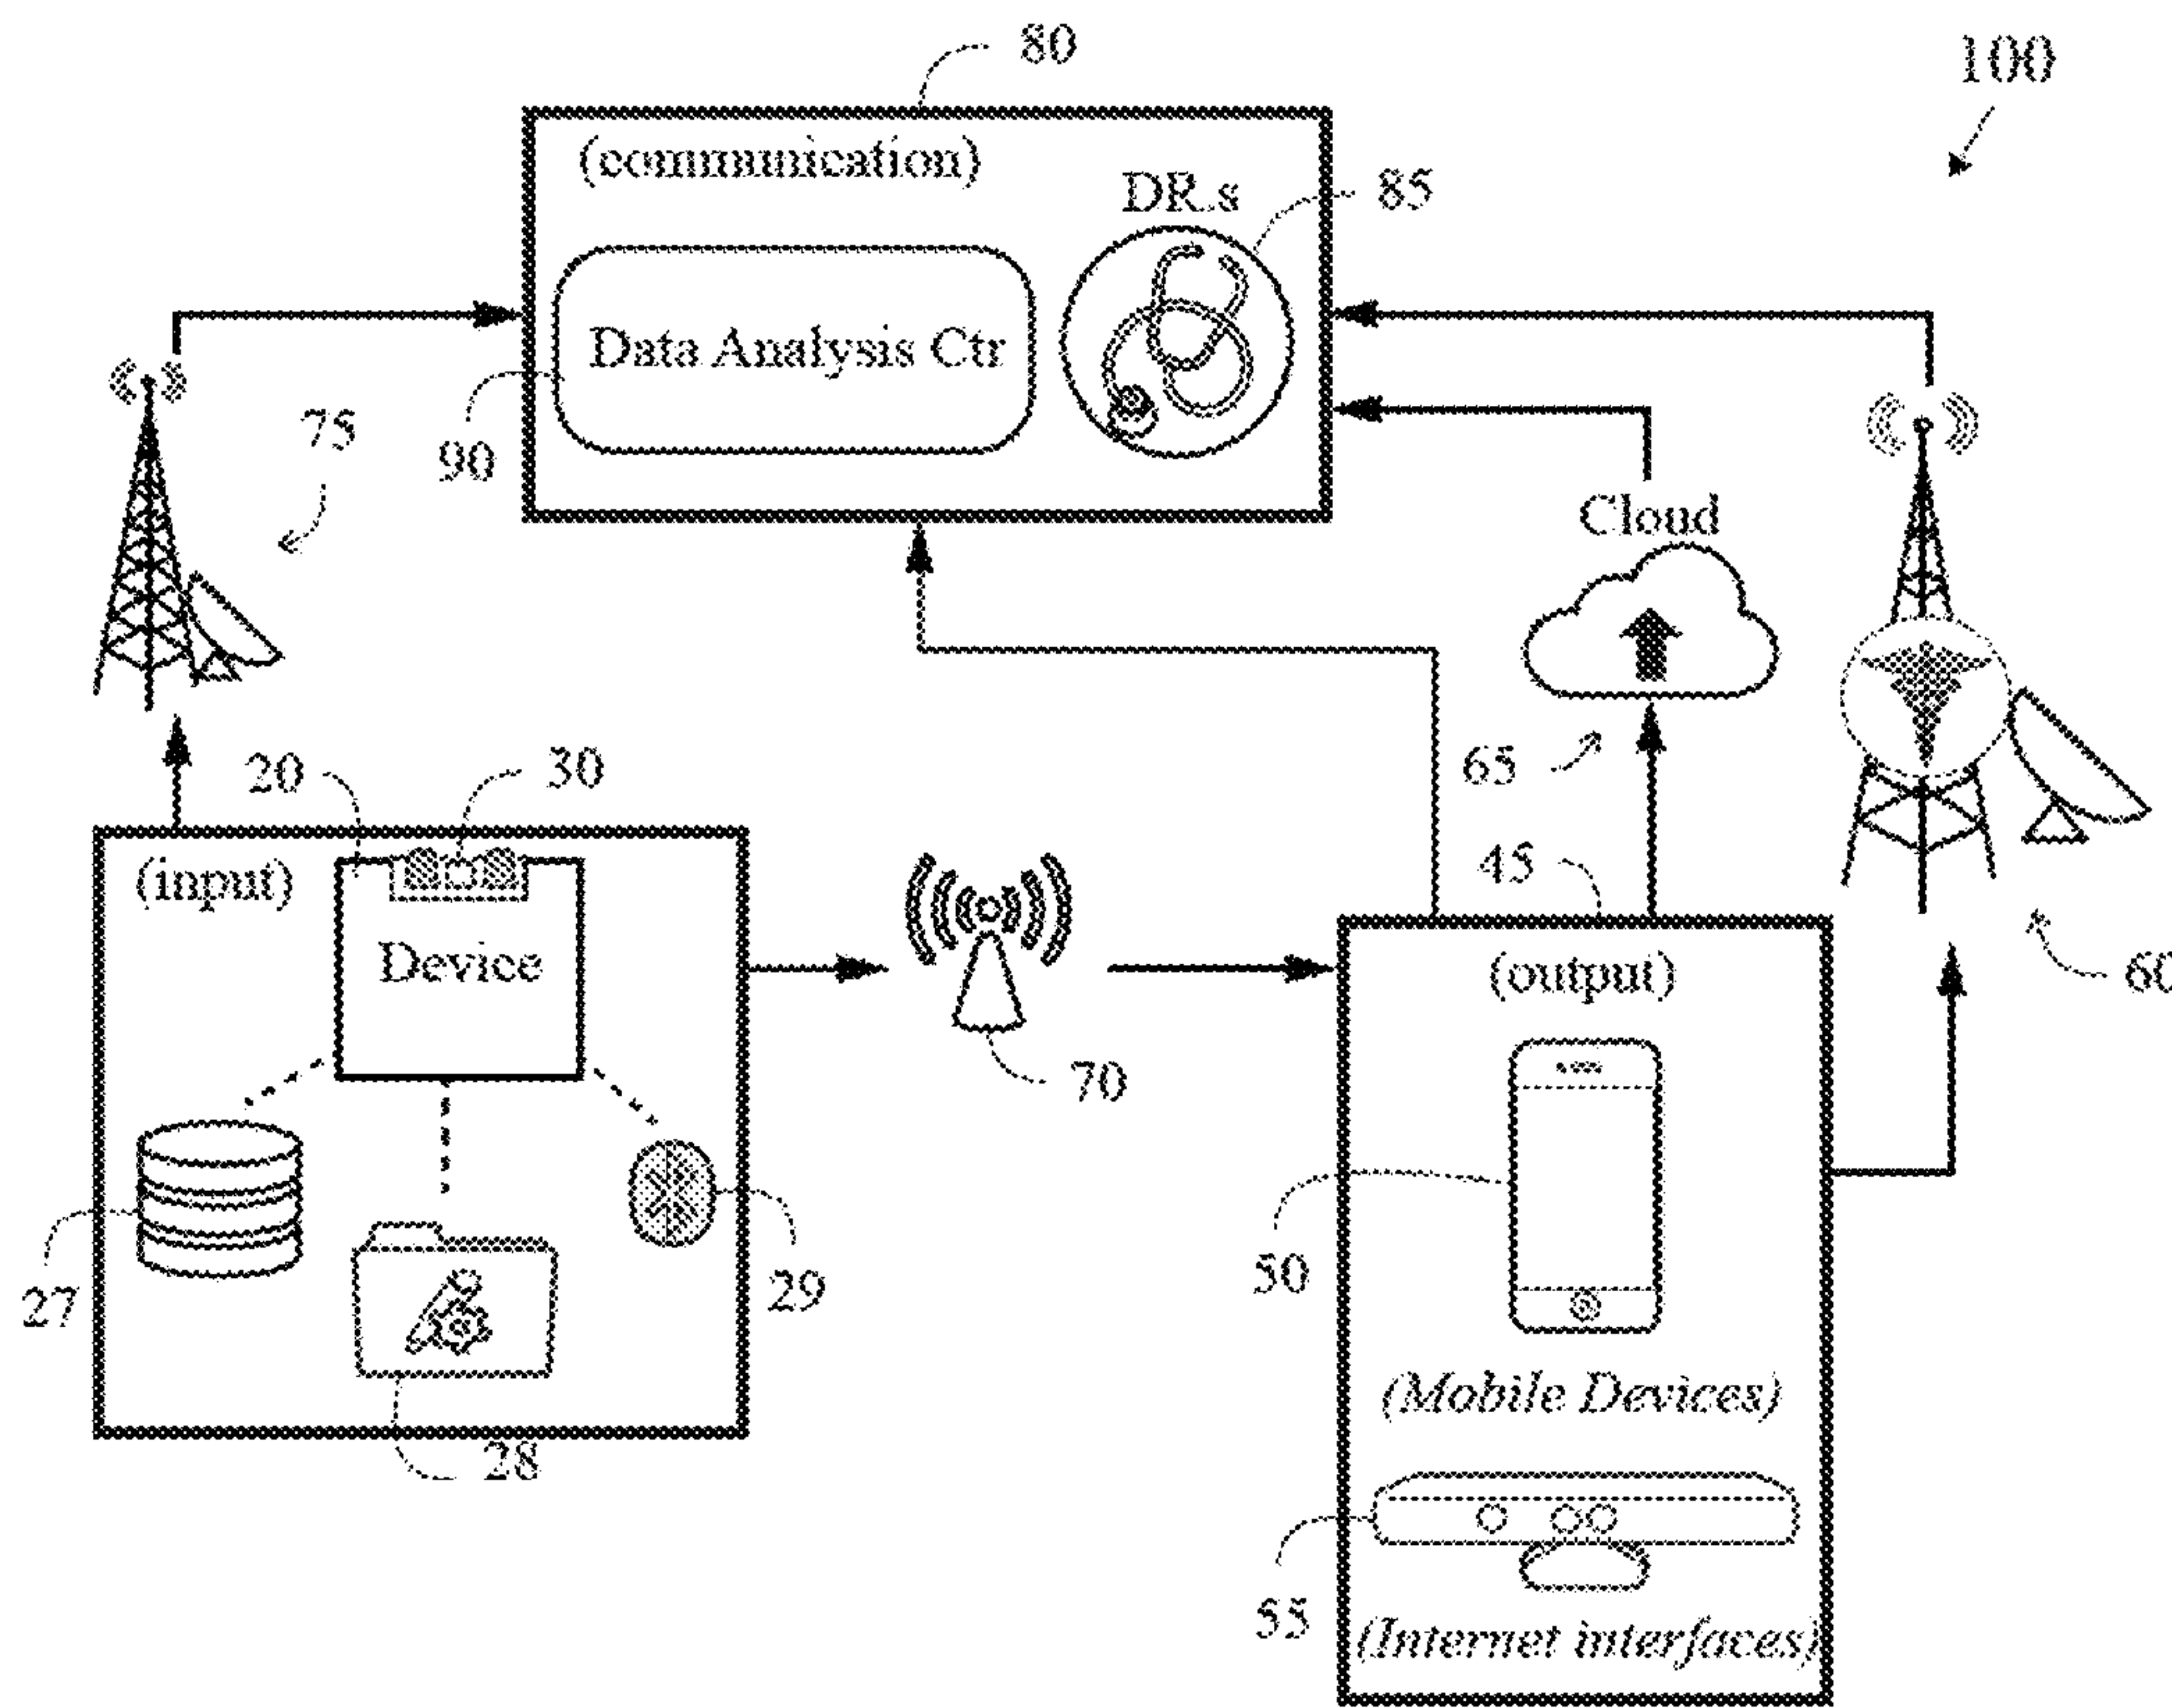 80
100
(communication)
DR.s
85
Data Analysis Ctr
90
75
Cloud
65
20
30
45
60
(input)
Device
(output)
70
27
29
50
28
(Mobile Devices)
55
(Internet interfaces)